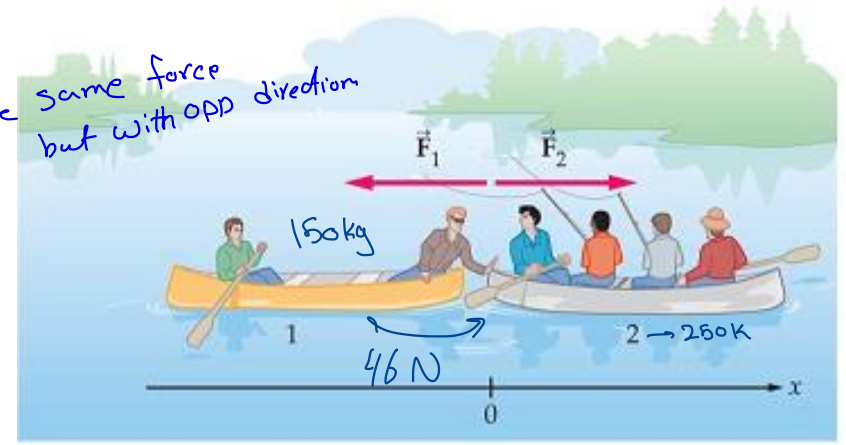 same force
but with opp direction
F⃗₁ F⃗₂
150kg
1
2 → 250K
46 N
x
0